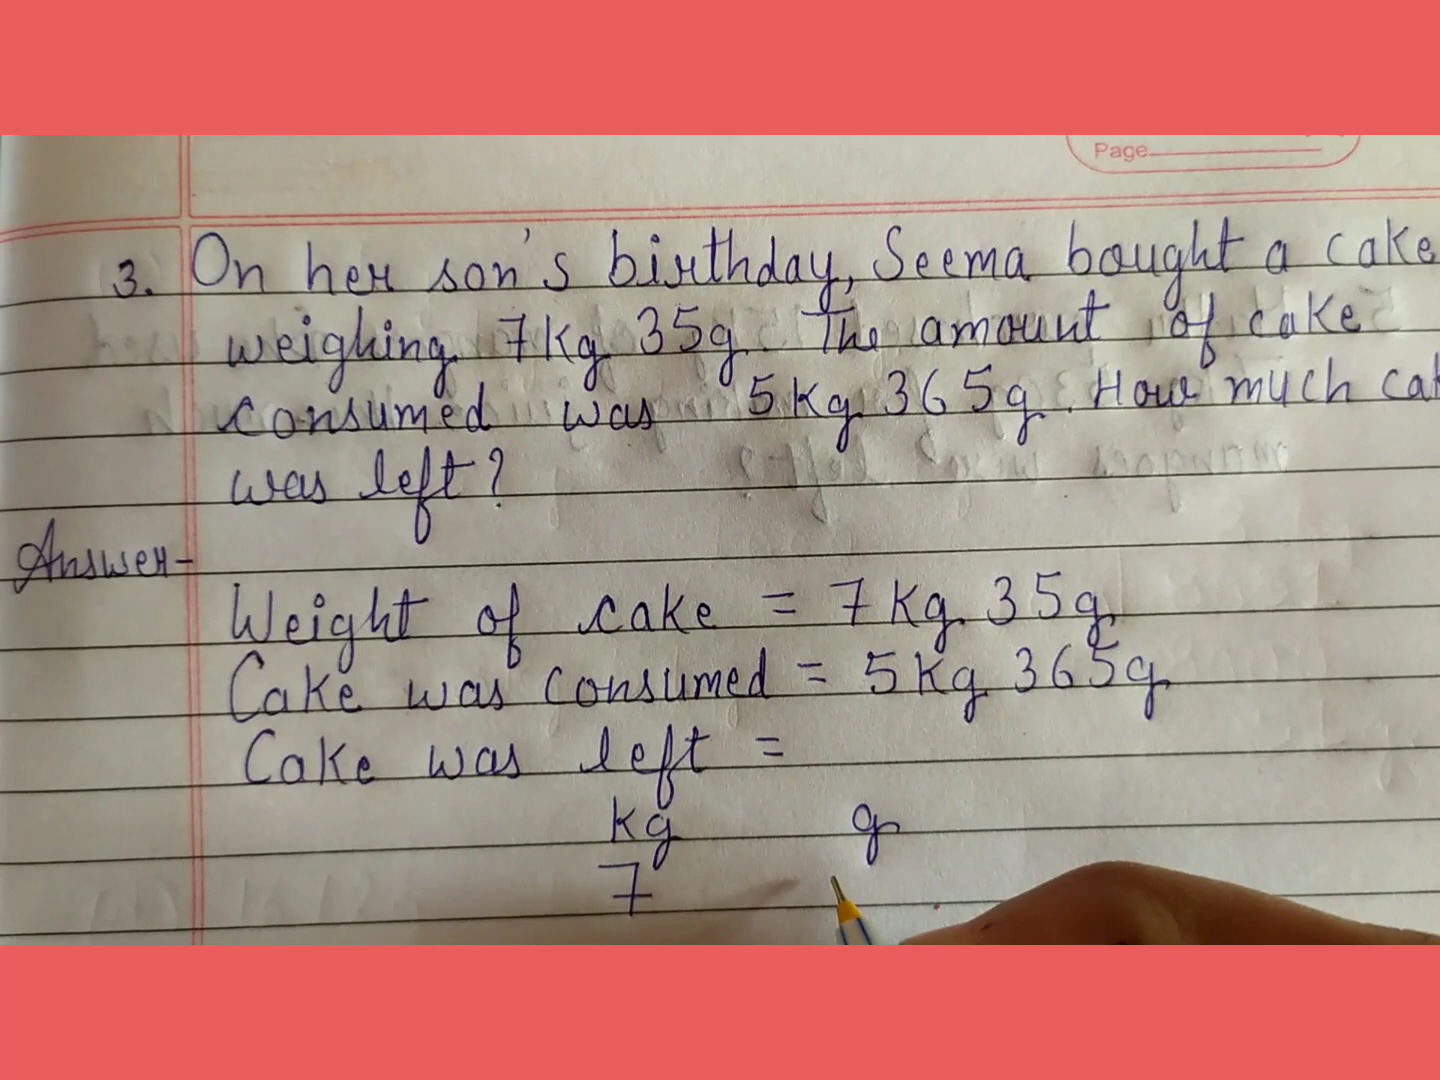 Page
3. On her son's birthday, Seema bought a cake
weighing 7kg 35g. The amount of cake
consumed was 5kg 365g. How much cak
was left?
Answer-
Weight of cake = 7kg 35g
Cake was consumed = 5kg 365g
Cake was left =
kg g
7